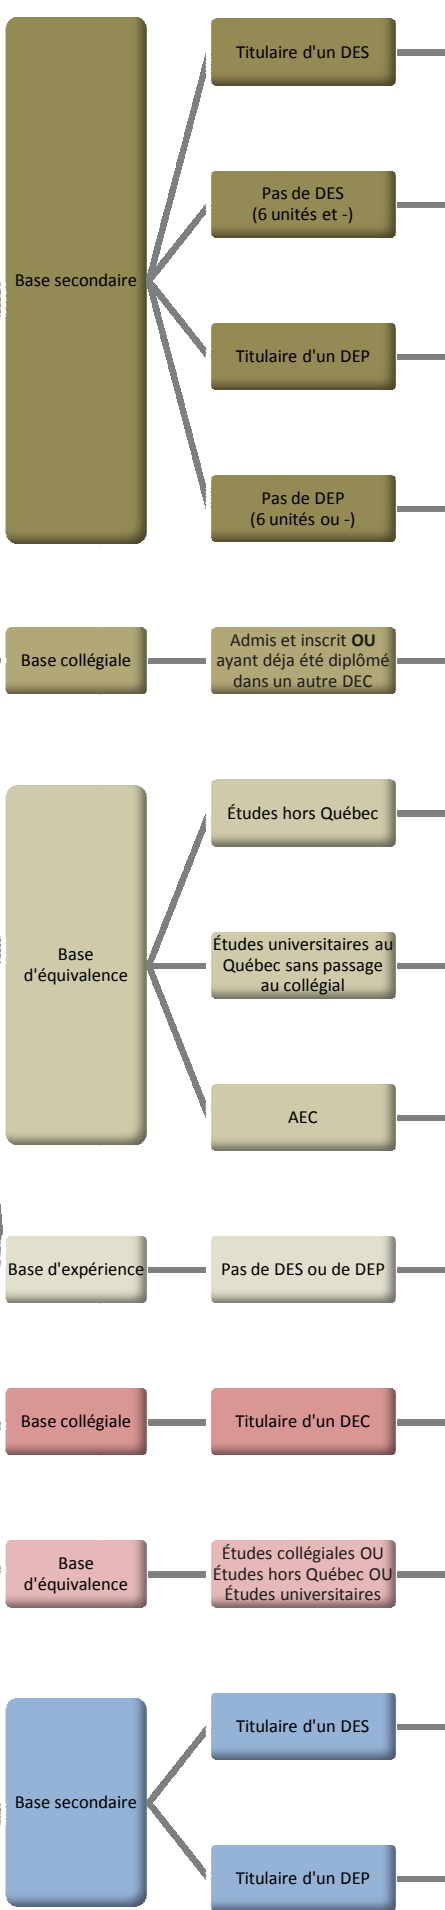 Base secondaire
Titulaire d'un DES
Pas de DES
(6 unités et -)
Titulaire d'un DEP
Pas de DEP
(6 unités ou -)
Base collégiale
Admis et inscrit OU
ayant déja été diplômé
dans un autre DEC
Base
d'équivalence
Études hors Québec
Études universitaires au
Québec sans passage
au collégial
AEC
Base d'expérience
Pas de DES ou de DEP
Base collégiale
Titulaire d'un DEC
Base
d'équivalence
Études collégiales OU
Études hors Québec OU
Études universitaires
Base secondaire
Titulaire d'un DES
Titulaire d'un DEP